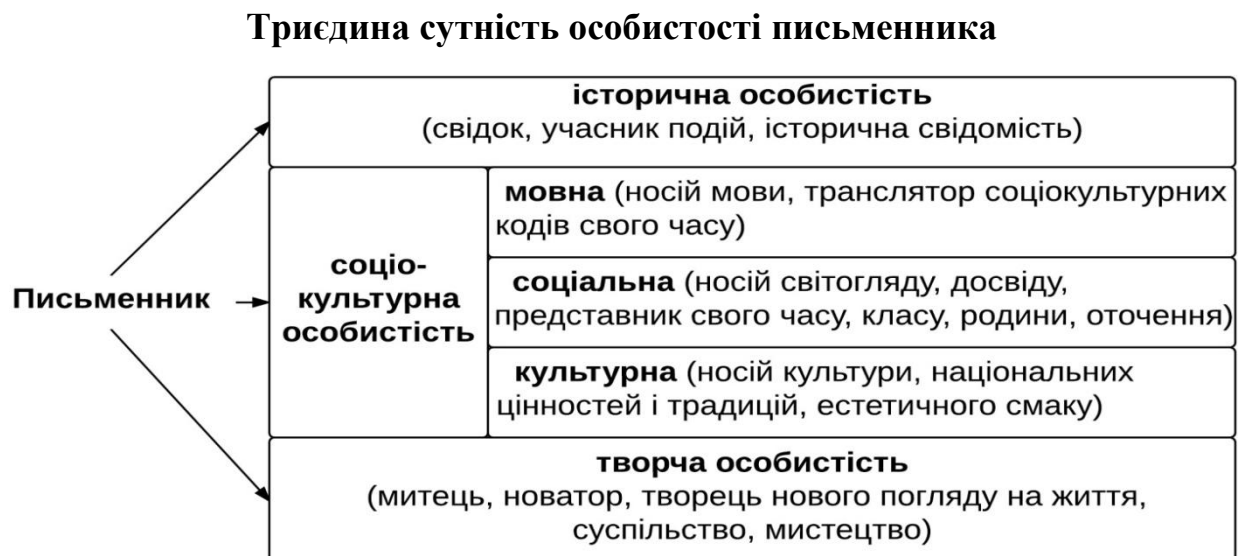 Триєдина сутність особистості письменника
історична особистість
(свідок, учасник подій, історична свідомість)
Письменник
соціо-
культурна
особистість
мовна (носій мови, транслятор соціокультурних
кодів свого часу)
соціальна (носій світогляду, досвіду,
представник свого часу, класу, родини, оточення)
культурна (носій культури, національних
цінностей і традицій, естетичного смаку)
творча особистість
(митець, новатор, творець нового погляду на життя,
суспільство, мистецтво)